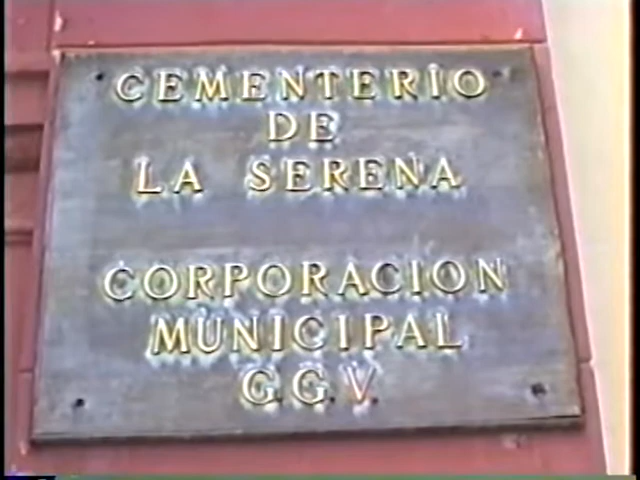 CEMENTERIO
DE
LA SERENA
CORPORACION
MUNICIPAL
G.G.V.